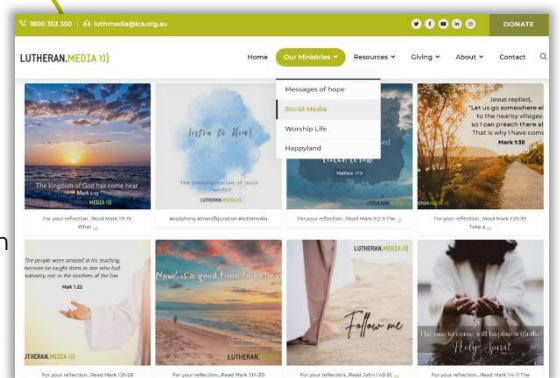 1800 353 350 | luthmedia@lca.org.au
DONATE
LUTHERAN.MEDIA ))]
Home Our Ministries Resources Giving About Contact
Messages of hope
Social Media
Worship Life
Happyland
The kingdom of God has come near
Mark 1:15
MEDIA ))]
For your reflection...Read Mark 1:9-15.
What ...
listen to Him!
The transfiguration of Jesus
LUTHERAN.MEDIA ))]
#epiphany #transfiguration #luthmedia
LUTHERAN.MEDIA ))]
For your reflection...Read Mark 9:2-9 The ...
Jesus replied,
"Let us go somewhere else
to the nearby villages
so I can preach there al
That is why I have come
Mark 1:38
For your reflection...Read Mark 1:29-39
Take a ...
n
The people were amazed at his teaching,
because he taught them as one who had
authority, not as the teachers of the law
Mark 1:22
LUTHERAN.MEDIA ))]
For your reflection...Read Mark 1:21-28
Now! is a good time to believe
LUTHERAN
For your reflection...Read Mark 1:14-20
LUTHERAN.MEDIA ))]
Follow me
For your reflection...Read John 1:43-51, ...
The one to come will baptise with the
Holy Spirit
For your reflection...Read Mark 1:4-11 The